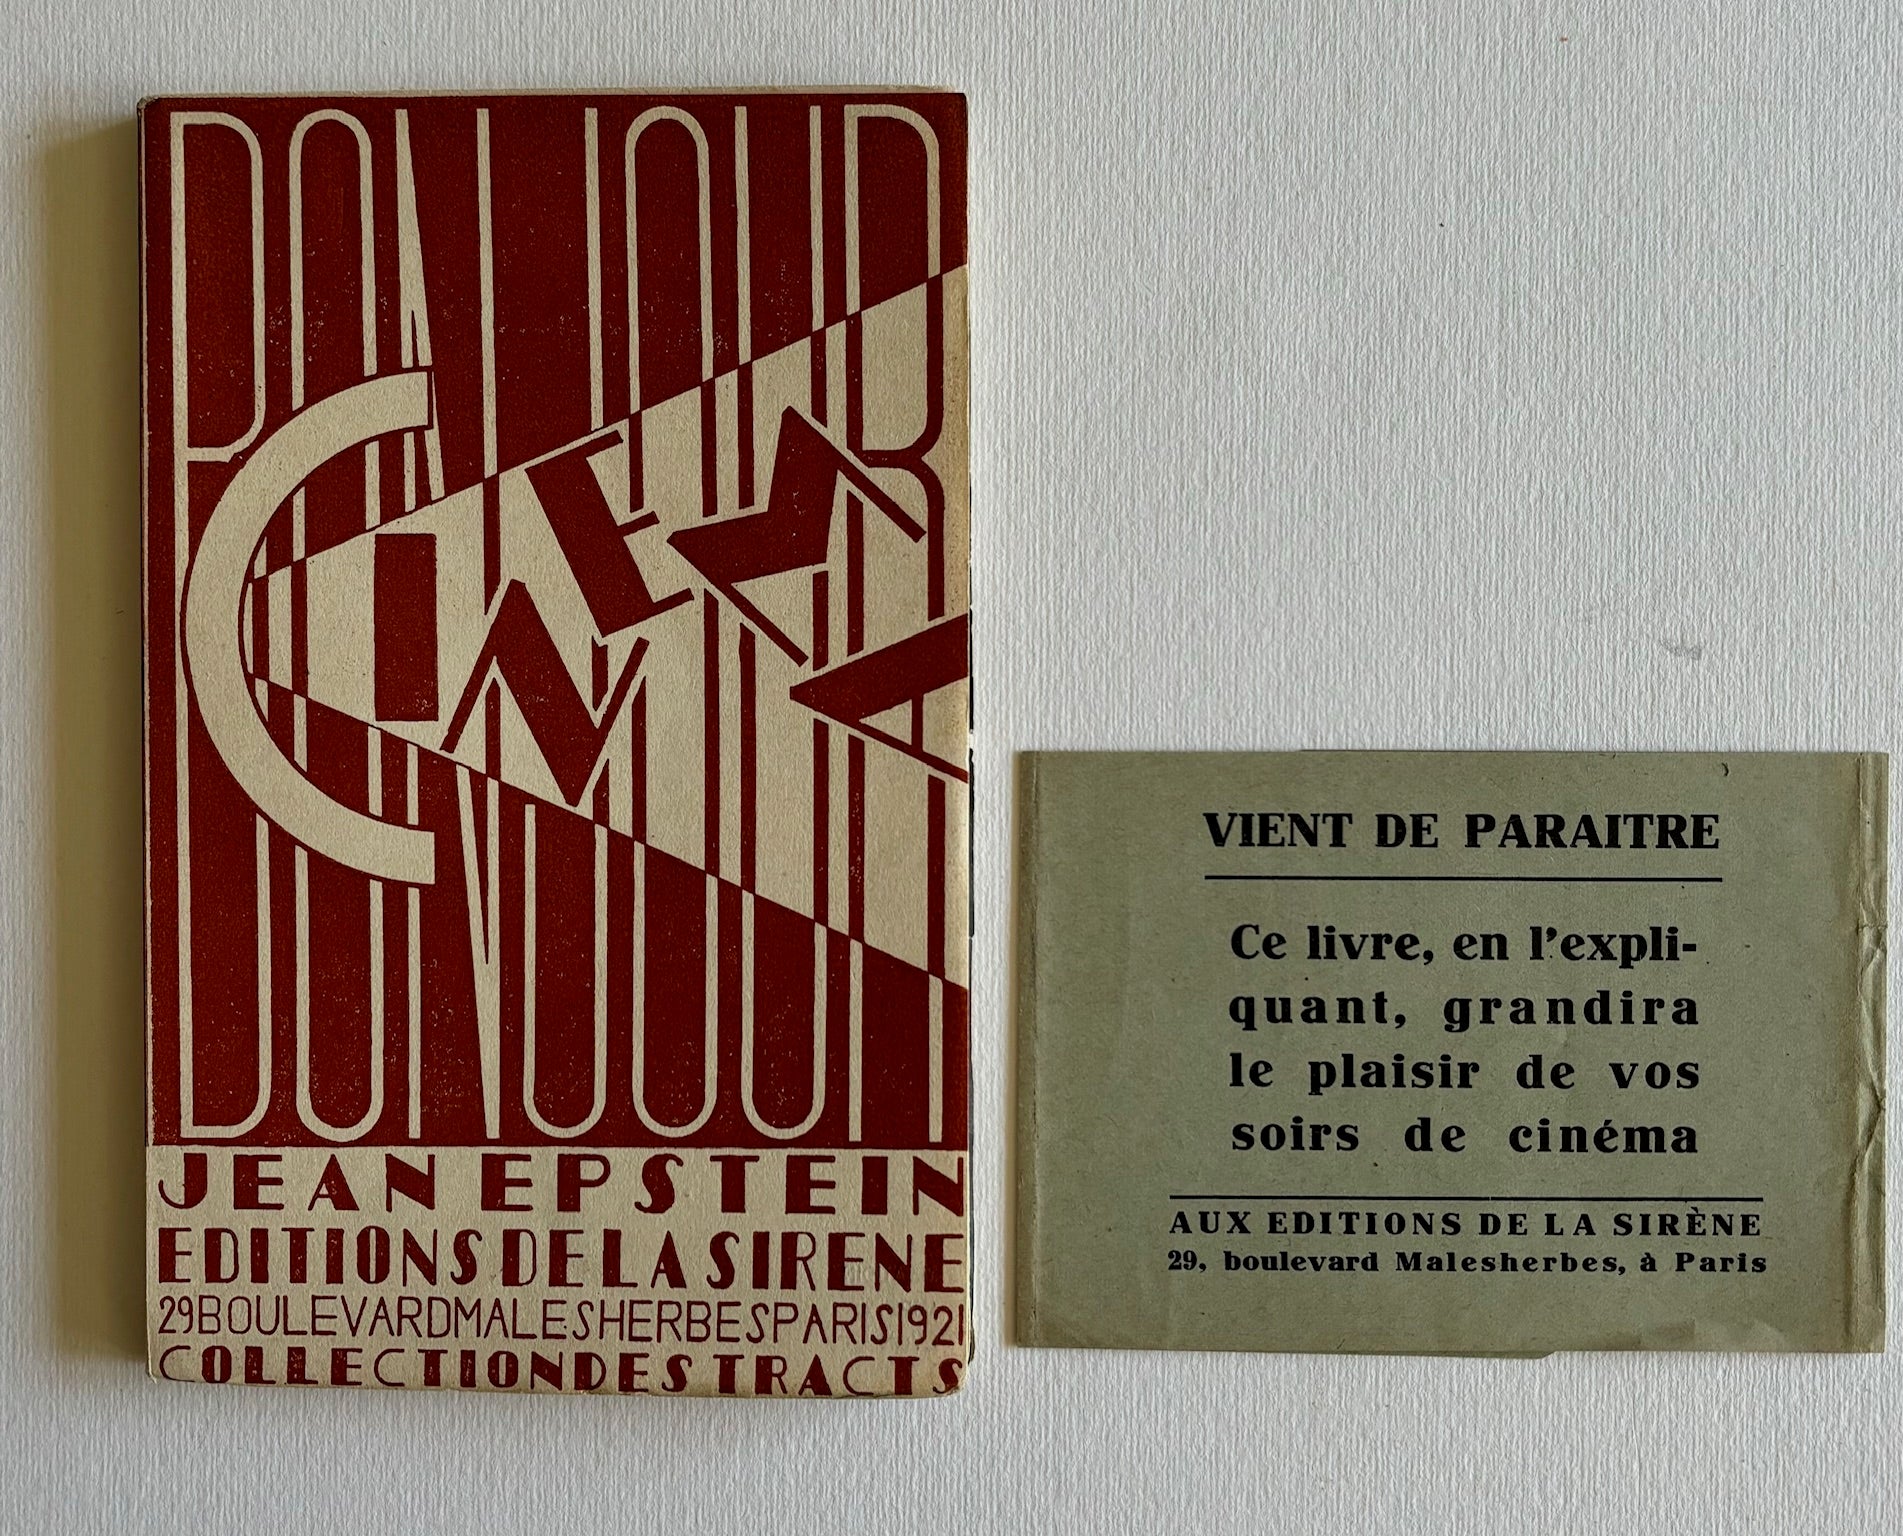 BONJOUR
CINEMA
JEAN EPSTEIN
EDITIONS DE LA SIRENE
29 BOULEVARD MALESHERBES PARIS 1921
COLLECTION DES TRACTS
VIENT DE PARAITRE
Ce livre, en l'expli-
quant, grandira
le plaisir de vos
soirs de cinéma
AUX EDITIONS DE LA SIRÈNE
29, boulevard Malesherbes, à Paris